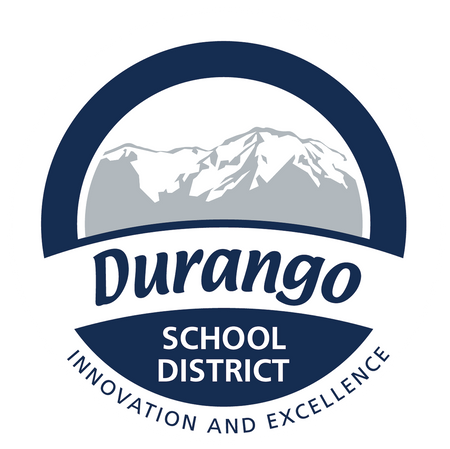 Durango
SCHOOL
DISTRICT
INNOVATION AND EXCELLENCE